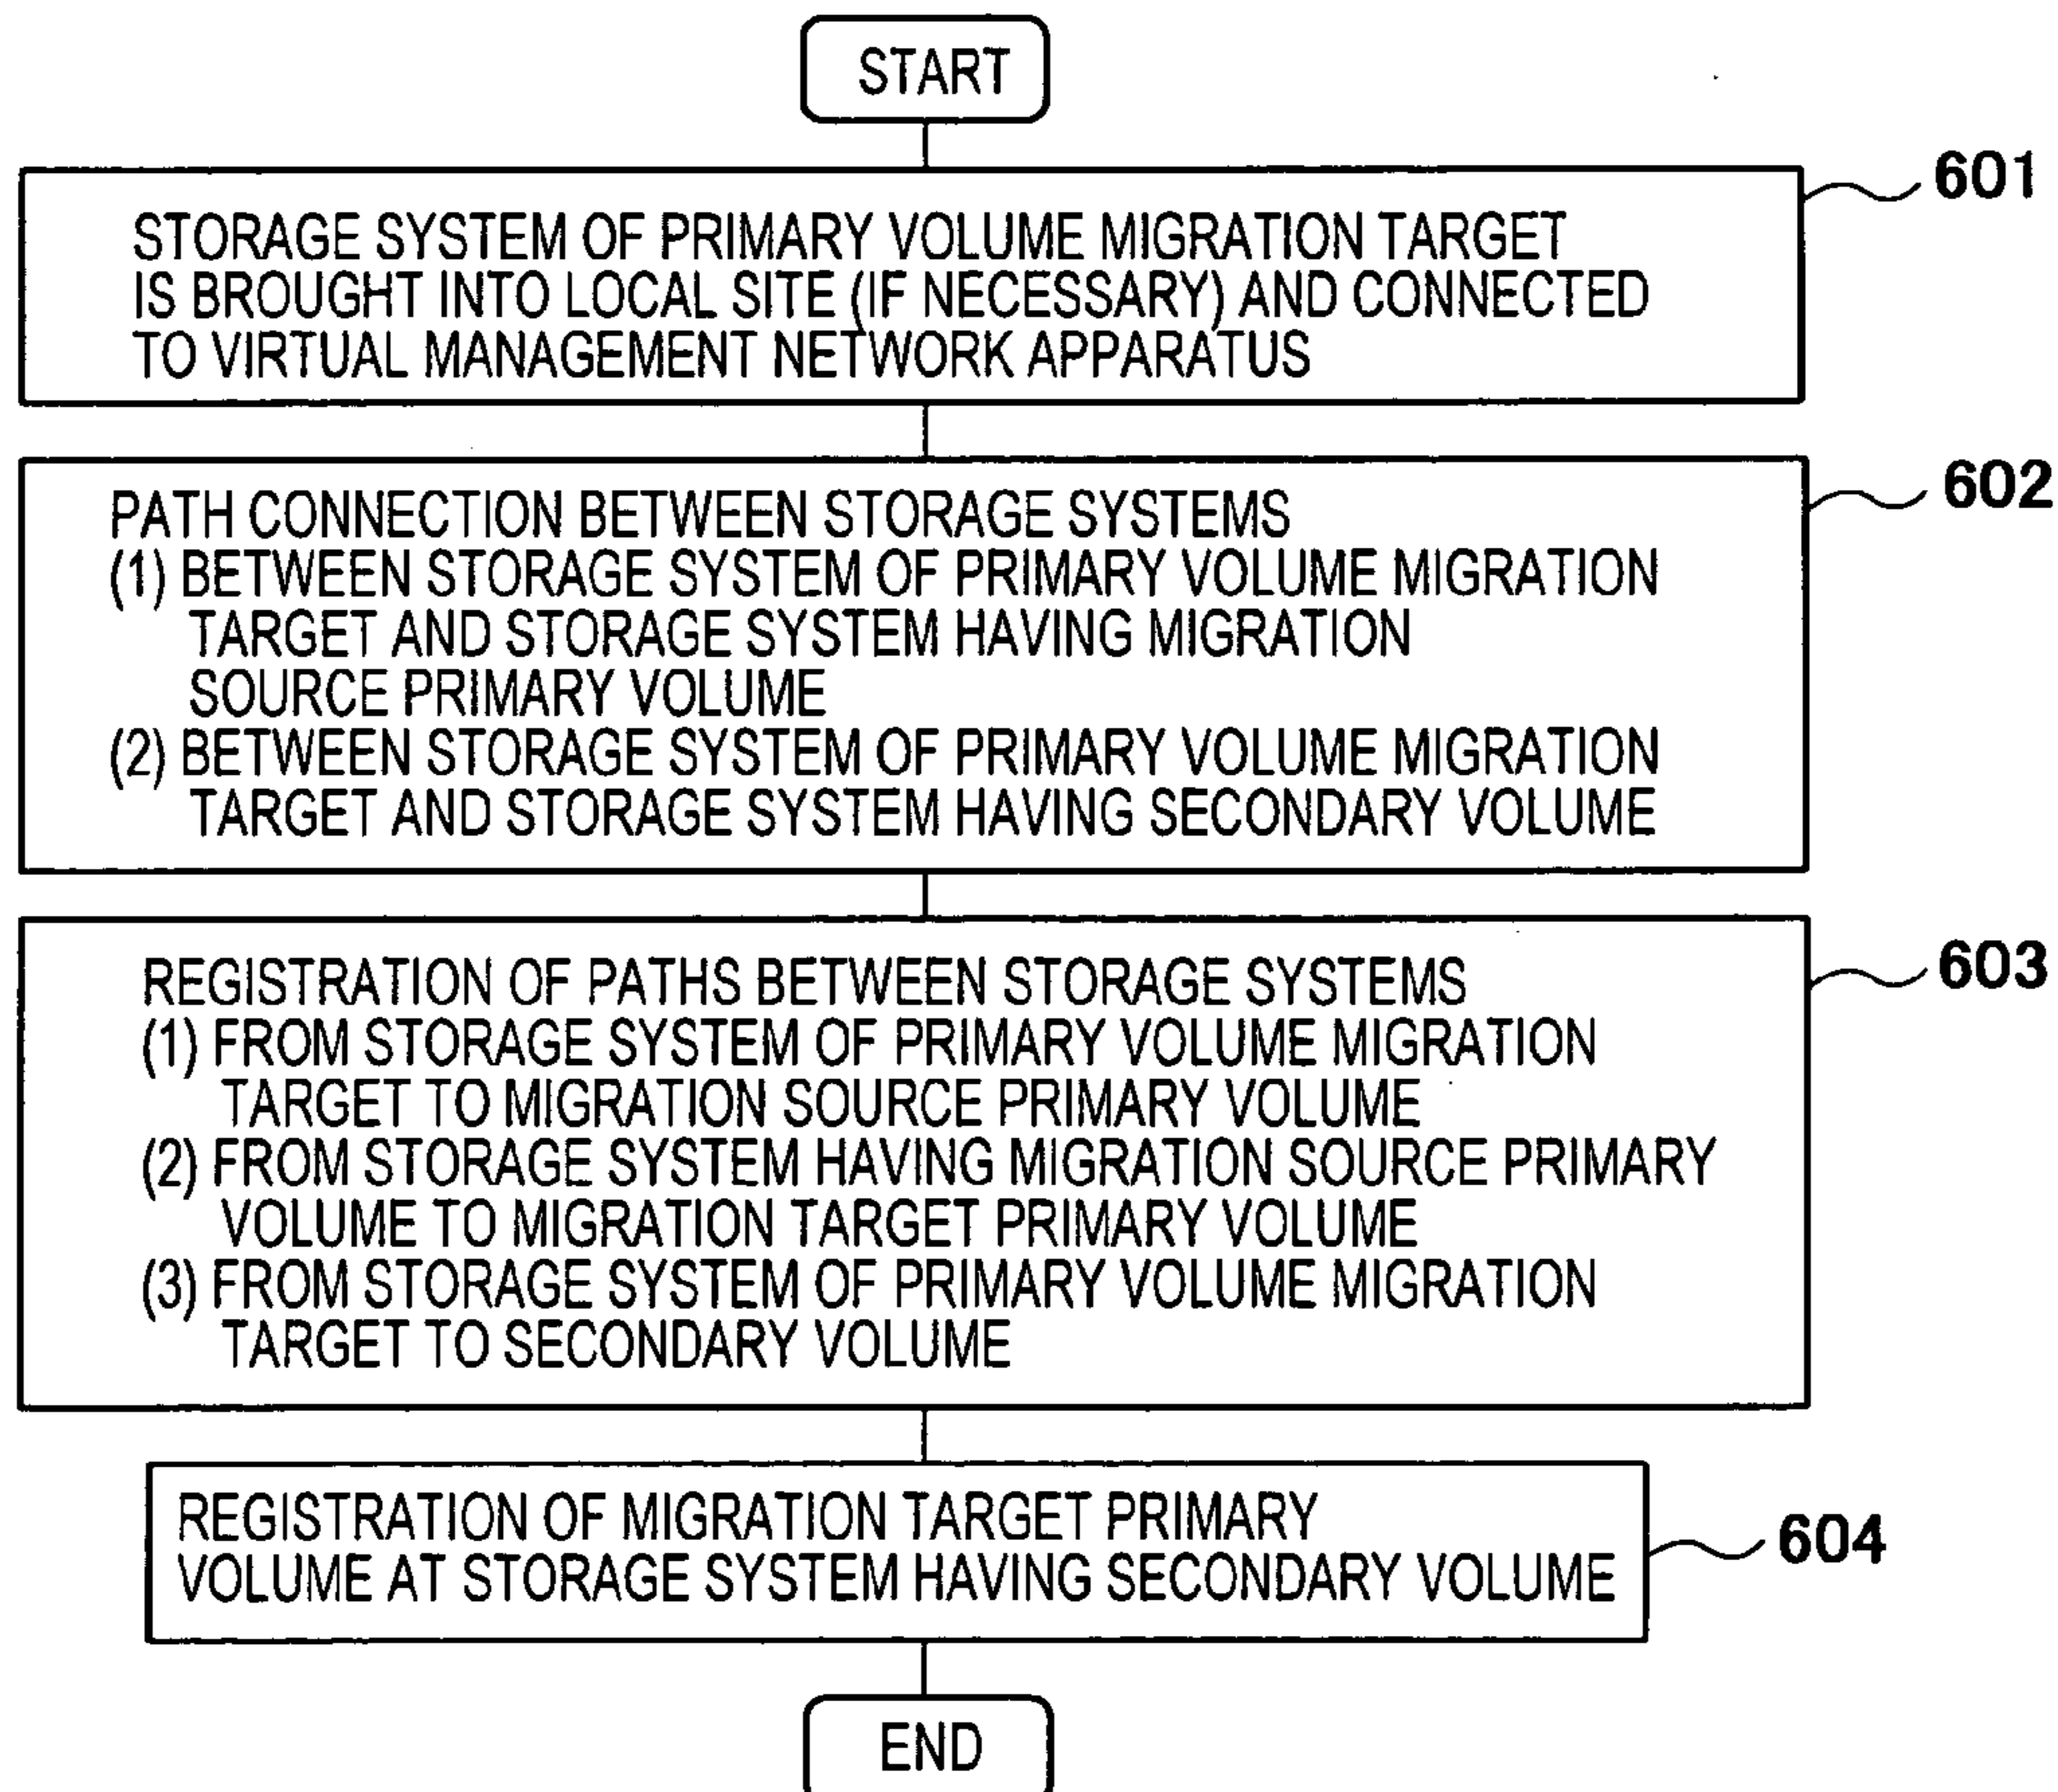 START
601
STORAGE SYSTEM OF PRIMARY VOLUME MIGRATION TARGET
IS BROUGHT INTO LOCAL SITE (IF NECESSARY) AND CONNECTED
TO VIRTUAL MANAGEMENT NETWORK APPARATUS
602
PATH CONNECTION BETWEEN STORAGE SYSTEMS
(1) BETWEEN STORAGE SYSTEM OF PRIMARY VOLUME MIGRATION
TARGET AND STORAGE SYSTEM HAVING MIGRATION
SOURCE PRIMARY VOLUME
(2) BETWEEN STORAGE SYSTEM OF PRIMARY VOLUME MIGRATION
TARGET AND STORAGE SYSTEM HAVING SECONDARY VOLUME
603
REGISTRATION OF PATHS BETWEEN STORAGE SYSTEMS
(1) FROM STORAGE SYSTEM OF PRIMARY VOLUME MIGRATION
TARGET TO MIGRATION SOURCE PRIMARY VOLUME
(2) FROM STORAGE SYSTEM HAVING MIGRATION SOURCE PRIMARY
VOLUME TO MIGRATION TARGET PRIMARY VOLUME
(3) FROM STORAGE SYSTEM OF PRIMARY VOLUME MIGRATION
TARGET TO SECONDARY VOLUME
REGISTRATION OF MIGRATION TARGET PRIMARY
VOLUME AT STORAGE SYSTEM HAVING SECONDARY VOLUME
604
END